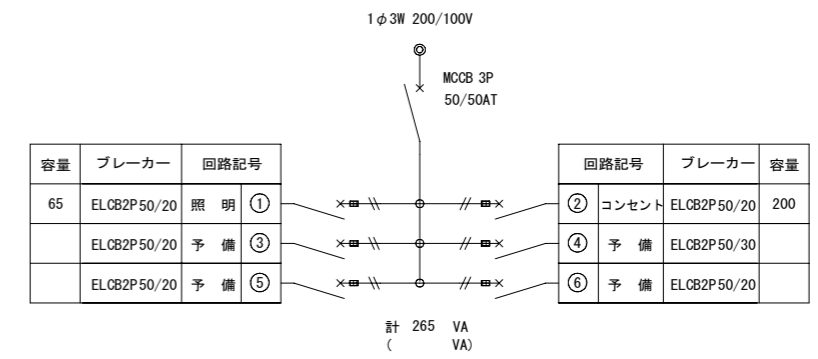 1φ3W 200/100V
MCCB 3P
50/50AT
容量 ブレーカー 回路記号
65 ELCB2P50/20 照 明 ①
ELCB2P50/20 予 備 ③
ELCB2P50/20 予 備 ⑤
回路記号 ブレーカー 容量
② コンセント ELCB2P50/20 200
④ 予 備 ELCB2P50/30
⑥ 予 備 ELCB2P50/20
計 265 VA
( VA)